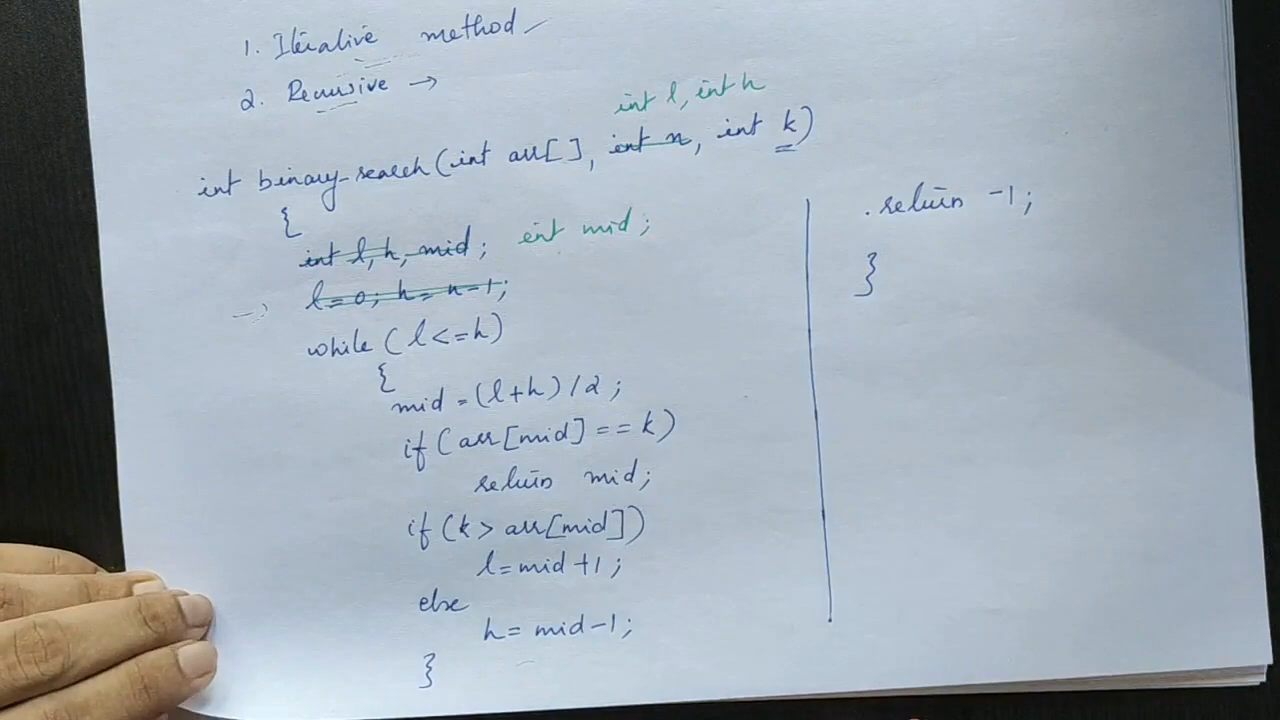 1. Iterative method
2. Recursive →
int l, int h
int binary-search(int arr[], int n, int k)
{
int l, h, mid; int mid;
→ l=0; h=n-1;
while (l<=h)
{
mid = (l+h)/2;
if (arr[mid] == k)
return mid;
if (k > arr[mid])
l = mid+1;
else
h = mid-1;
}
return -1;
}